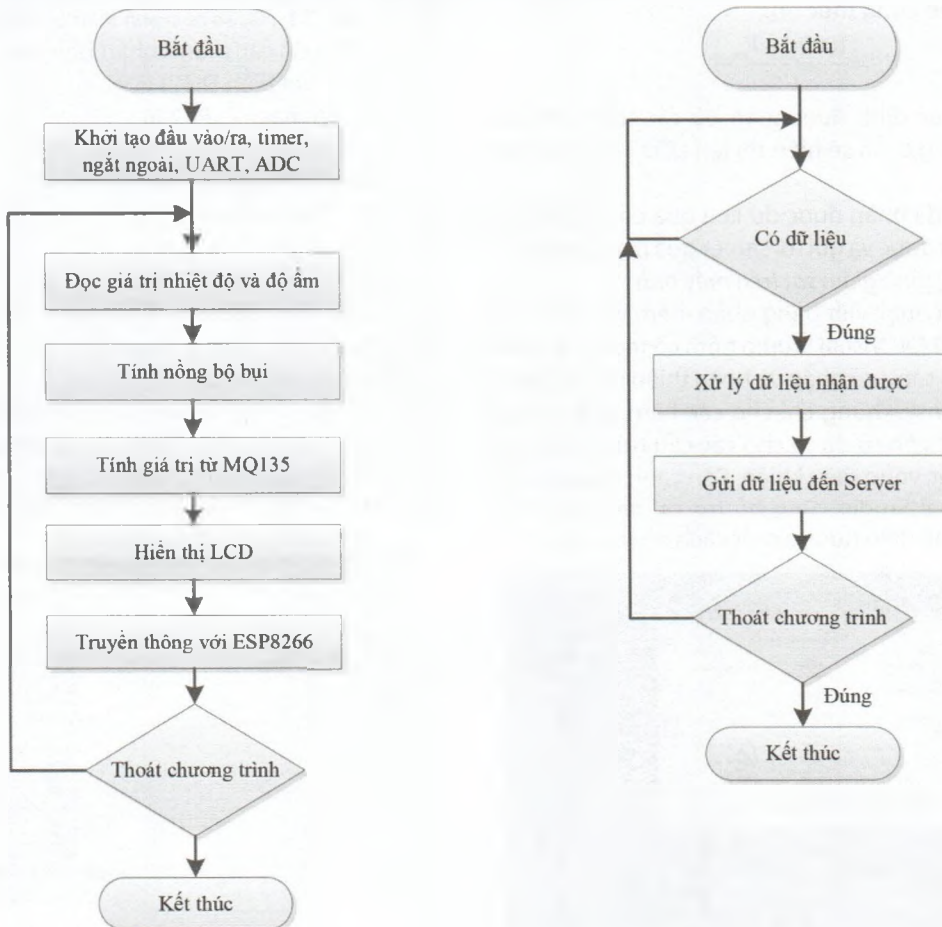 Bắt đầu
Khởi tạo đầu vào/ra, timer,
ngắt ngoài, UART, ADC
Đọc giá trị nhiệt độ và độ ẩm
Tính nồng bộ bụi
Tính giá trị từ MQ135
Hiển thị LCD
Truyền thông với ESP8266
Thoát chương trình
Kết thúc
Bắt đầu
Có dữ liệu
Đúng
Xử lý dữ liệu nhận được
Gửi dữ liệu đến Server
Thoát chương trình
Đúng
Kết thúc